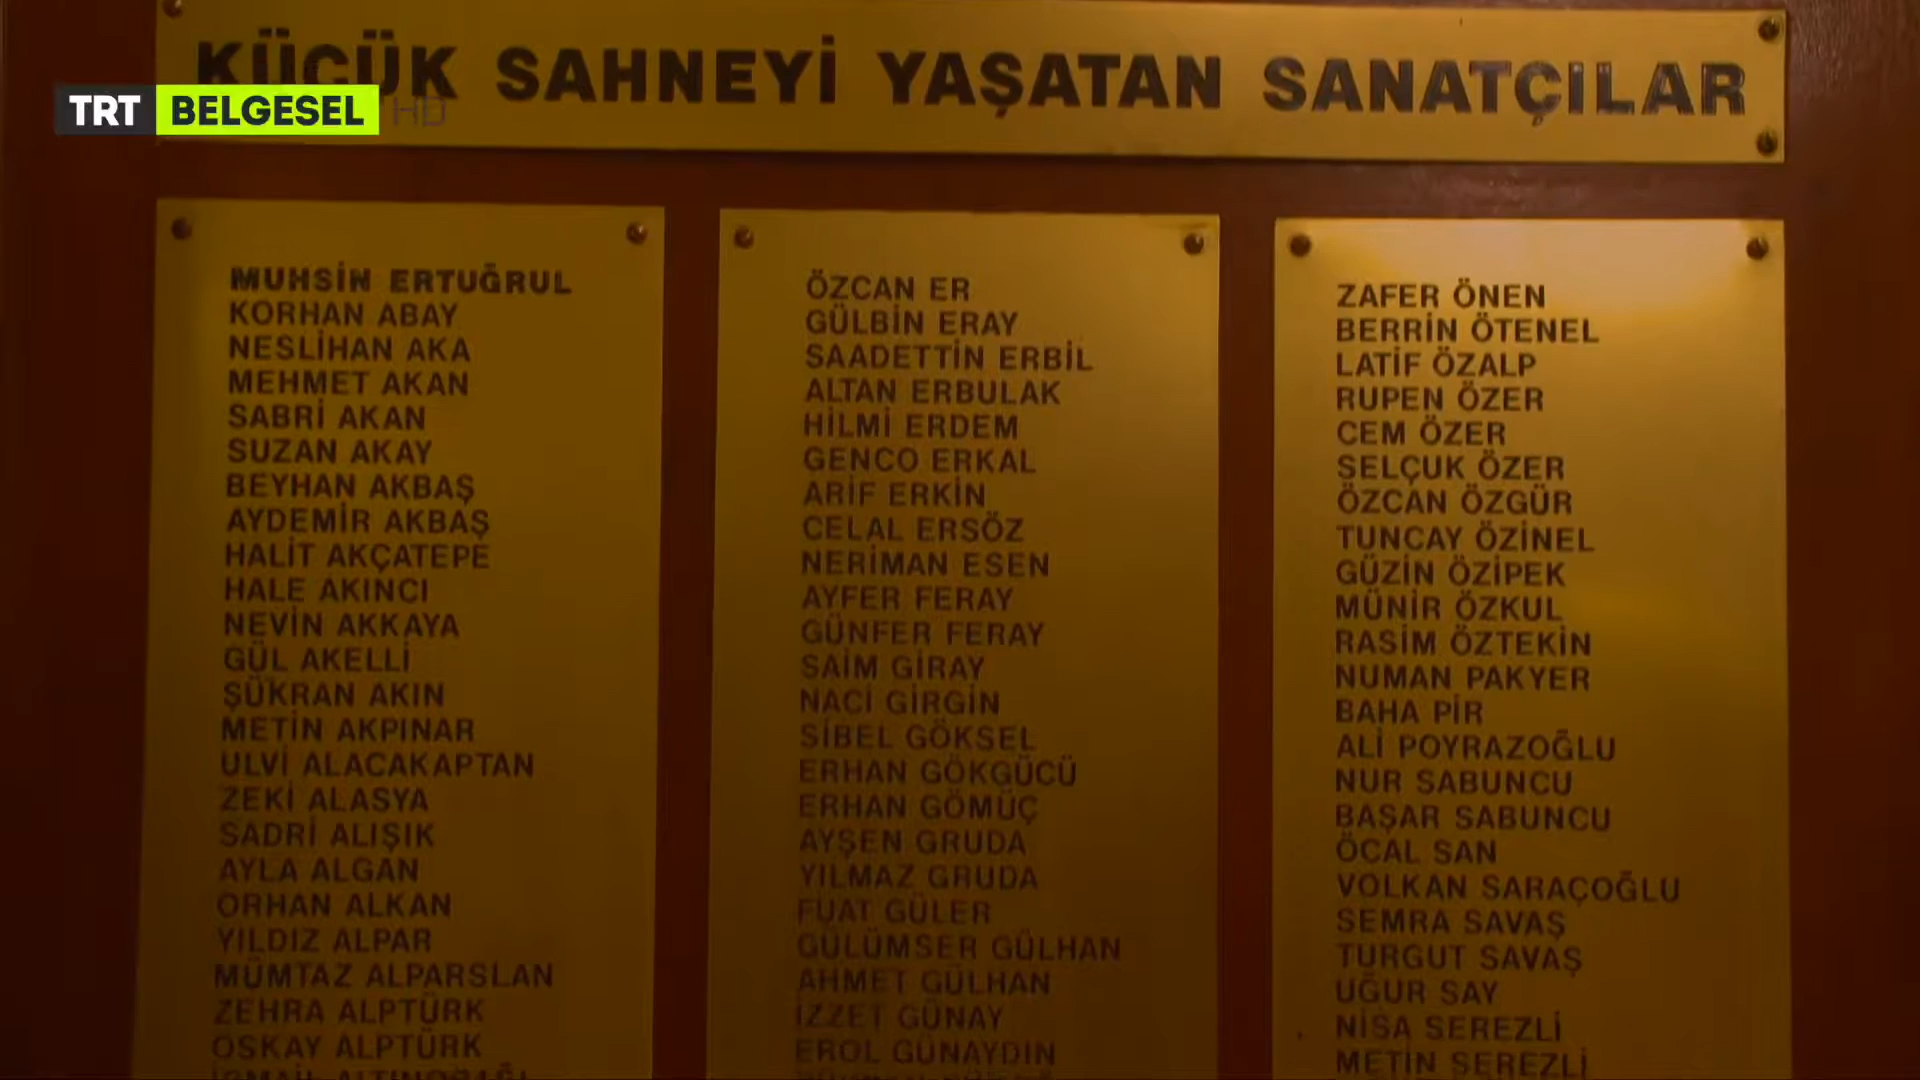 KÜÇÜK SAHNEYİ YAŞATAN SANATÇILAR
TRT BELGESEL HD
MUHSİN ERTUĞRUL
KORHAN ABAY
NESLİHAN AKA
MEHMET AKAN
SABRİ AKAN
SUZAN AKAY
BEYHAN AKBAŞ
AYDEMİR AKBAŞ
HALİT AKÇATEPE
HALE AKINCI
NEVİN AKKAYA
GÜL AKELLİ
ŞÜKRAN AKIN
METİN AKPINAR
ULVİ ALACAKAPTAN
ZEKİ ALASYA
SADRİ ALIŞIK
AYLA ALGAN
ORHAN ALKAN
YILDIZ ALPAR
MÜMTAZ ALPARSLAN
ZEHRA ALPTÜRK
OSKAY ALPTÜRK
ÖZCAN ER
GÜLBİN ERAY
SAADETTİN ERBİL
ALTAN ERBULAK
HİLMİ ERDEM
GENCO ERKAL
ARİF ERKİN
CELAL ERSÖZ
NERİMAN ESEN
AYFER FERAY
GÜNFER FERAY
SAİM GİRAY
NACİ GİRGİN
SİBEL GÖKSEL
ERHAN GÖKGÜCÜ
ERHAN GÖMÜÇ
AYŞEN GRUDA
YILMAZ GRUDA
FUAT GÜLER
GÜLÜMSER GÜLHAN
AHMET GÜLHAN
İZZET GÜNAY
EROL GÜNAYDIN
ZAFER ÖNEN
BERRİN ÖTENEL
LATİF ÖZALP
RUPEN ÖZER
CEM ÖZER
SELÇUK ÖZER
ÖZCAN ÖZGÜR
TUNCAY ÖZİNEL
GÜZİN ÖZİPEK
MÜNİR ÖZKUL
RASİM ÖZTEKİN
NUMAN PAKYER
BAHA PİR
ALİ POYRAZOĞLU
NUR SABUNCU
BAŞAR SABUNCU
ÖCAL SAN
VOLKAN SARAÇOĞLU
SEMRA SAVAŞ
TURGUT SAVAŞ
UĞUR SAY
NİSA SEREZLİ
METİN SEREZLİ